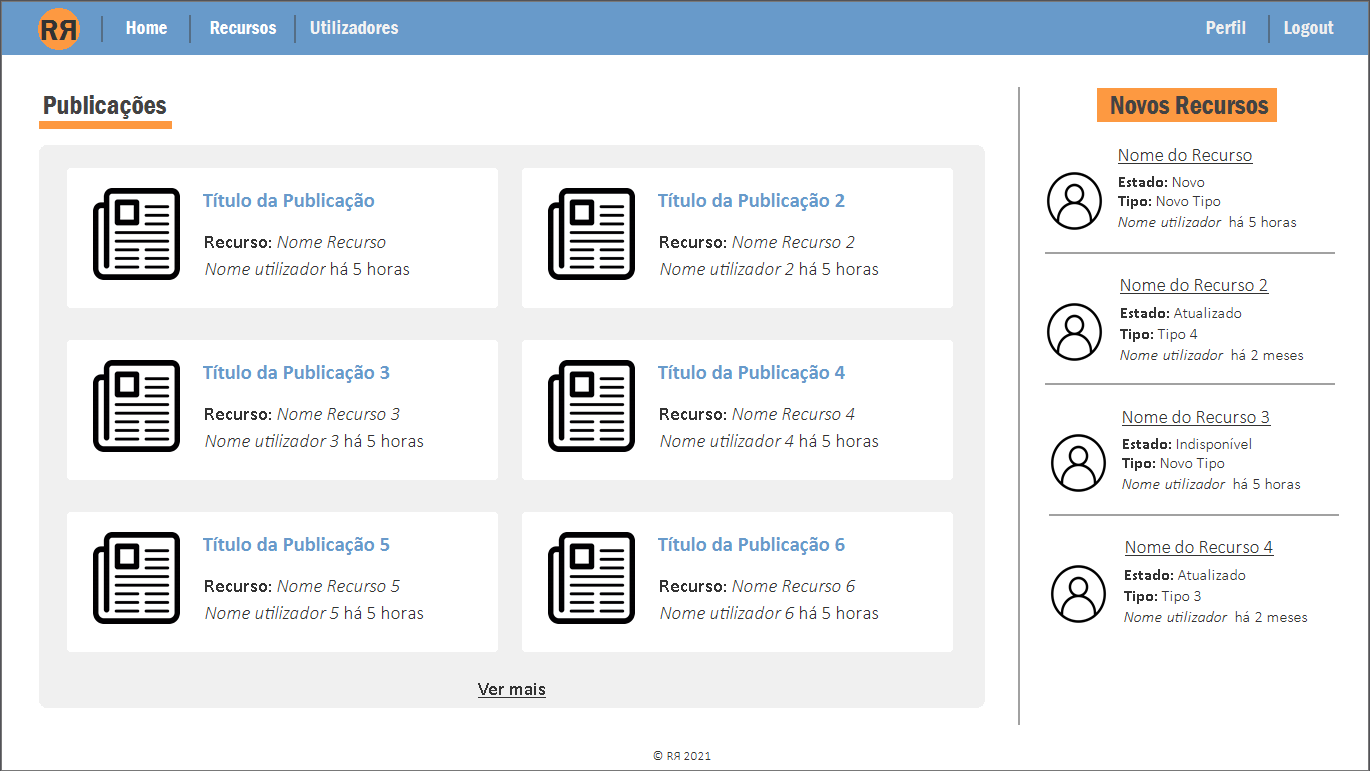 RЯ Home Recursos Utilizadores Perfil Logout
Publicações
Título da Publicação
Recurso: Nome Recurso
Nome utilizador há 5 horas
Título da Publicação 2
Recurso: Nome Recurso 2
Nome utilizador 2 há 5 horas
Título da Publicação 3
Recurso: Nome Recurso 3
Nome utilizador 3 há 5 horas
Título da Publicação 4
Recurso: Nome Recurso 4
Nome utilizador 4 há 5 horas
Título da Publicação 5
Recurso: Nome Recurso 5
Nome utilizador 5 há 5 horas
Título da Publicação 6
Recurso: Nome Recurso 6
Nome utilizador 6 há 5 horas
Ver mais
Novos Recursos
Nome do Recurso
Estado: Novo
Tipo: Novo Tipo
Nome utilizador há 5 horas
Nome do Recurso 2
Estado: Atualizado
Tipo: Tipo 4
Nome utilizador há 2 meses
Nome do Recurso 3
Estado: Indisponível
Tipo: Novo Tipo
Nome utilizador há 5 horas
Nome do Recurso 4
Estado: Atualizado
Tipo: Tipo 3
Nome utilizador há 2 meses
© RЯ 2021